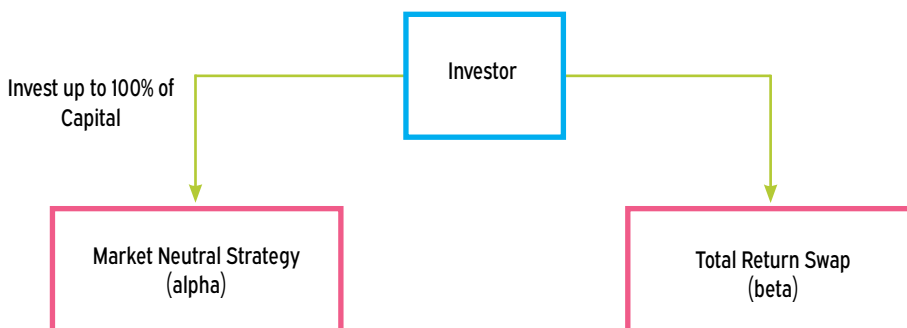 Investor
Invest up to 100% of
Capital
Market Neutral Strategy
(alpha)
Total Return Swap
(beta)